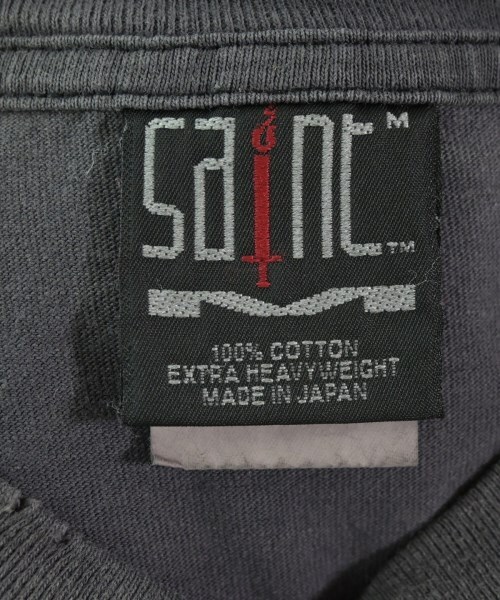 saint M
™
100% COTTON
EXTRA HEAVYWEIGHT
MADE IN JAPAN